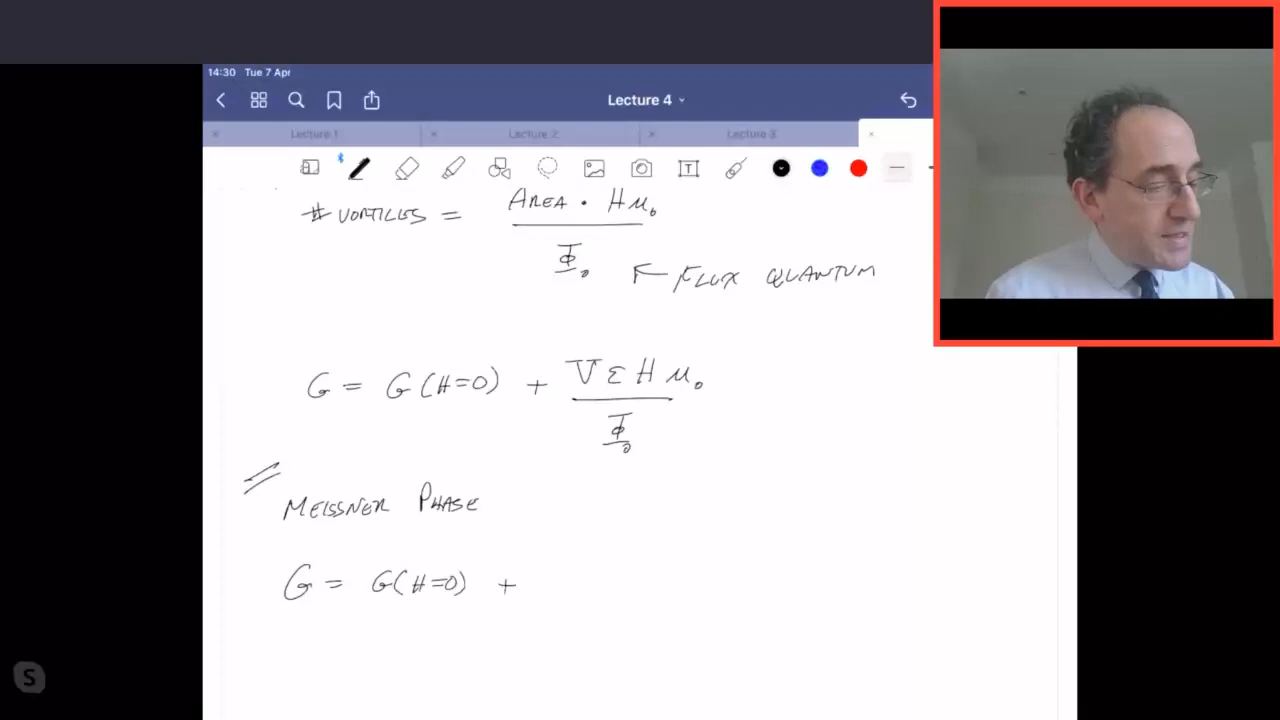 14:30 Tue 7 Apr
Lecture 4
Lecture 1 Lecture 2 Lecture 3
# VORTICES = AREA · Hμ₀ / Φ₀ ← FLUX QUANTUM
G = G(H=0) + V Σ H μ₀ / Φ₀
MEISSNER PHASE
G = G(H=0) +
S